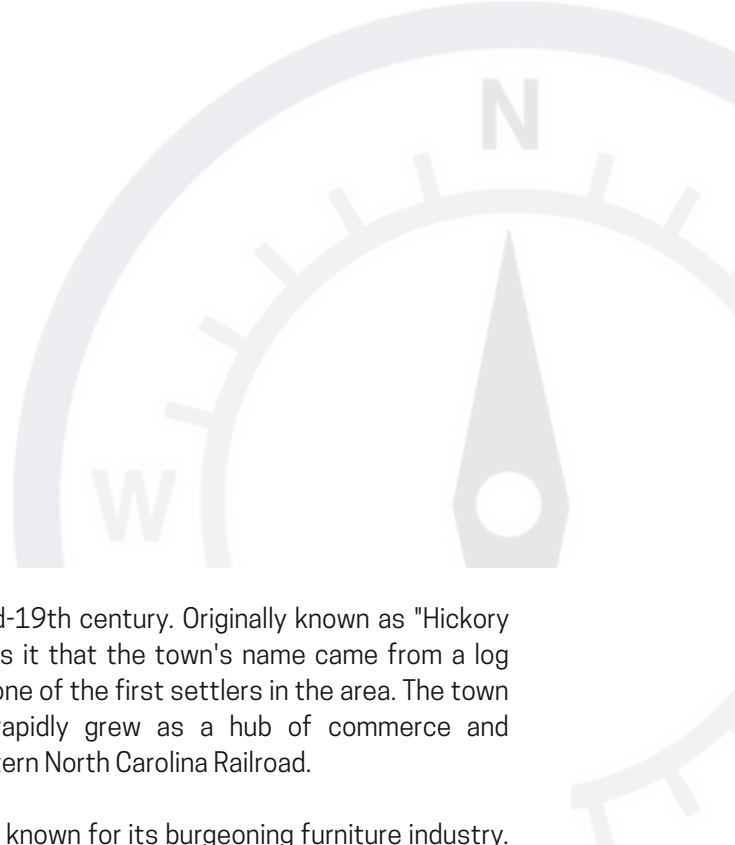 N
W
d-19th century. Originally known as "Hickory
s it that the town's name came from a log
one of the first settlers in the area. The town
rapidly grew as a hub of commerce and
tern North Carolina Railroad.
known for its burgeoning furniture industry.